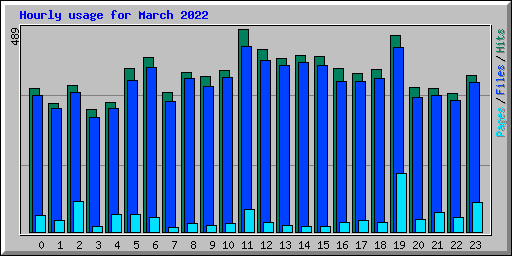 Hourly usage for March 2022
489
Pages/Files/Hits
0 1 2 3 4 5 6 7 8 9 10 11 12 13 14 15 16 17 18 19 20 21 22 23